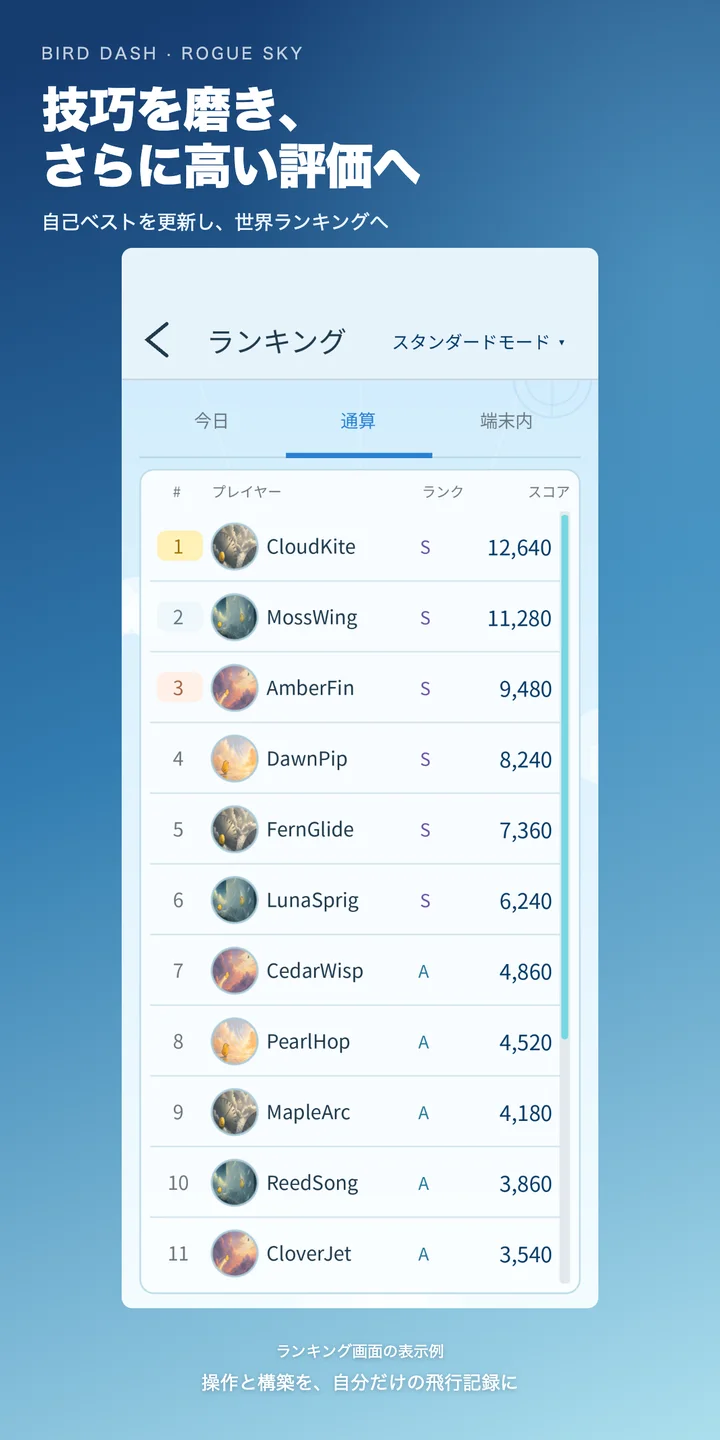 BIRD DASH · ROGUE SKY
技巧を磨き、
さらに高い評価へ
自己ベストを更新し、世界ランキングへ
ランキング スタンダードモード ▾
今日 通算 端末内
# プレイヤー ランク スコア
1 CloudKite S 12,640
2 MossWing S 11,280
3 AmberFin S 9,480
4 DawnPip S 8,240
5 FernGlide S 7,360
6 LunaSprig S 6,240
7 CedarWisp A 4,860
8 PearlHop A 4,520
9 MapleArc A 4,180
10 ReedSong A 3,860
11 CloverJet A 3,540
ランキング画面の表示例
操作と構築を、自分だけの飛行記録に